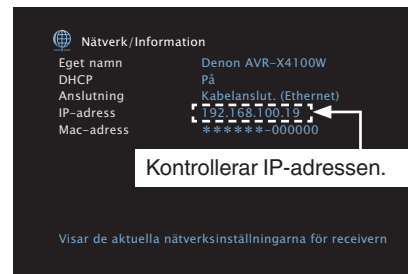 Nätverk/Information
Eget namn Denon AVR-X4100W
DHCP På
Anslutning Kabelanslut. (Ethernet)
IP-adress 192.168.100.19
Mac-adress ******-000000
Kontrollerar IP-adressen.
Visar de aktuella nätverksinställningarna för receivern